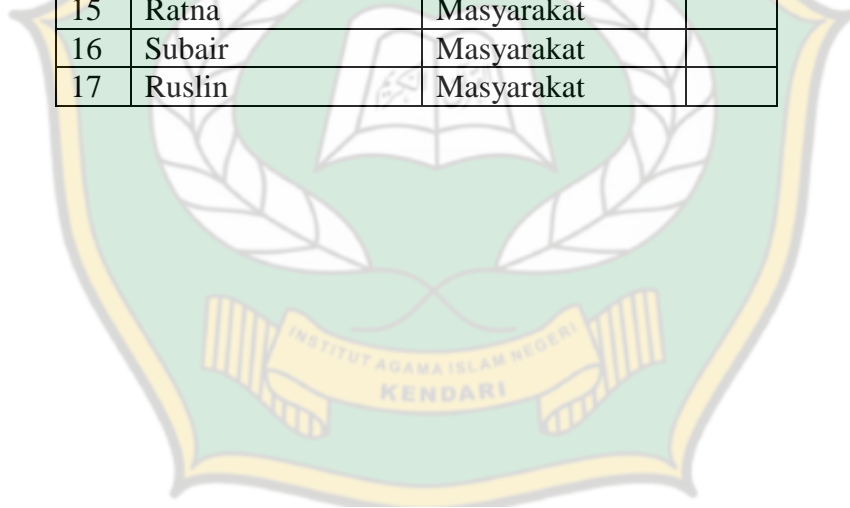 15 Ratna Masyarakat
16 Subair Masyarakat
17 Ruslin Masyarakat
INSTITUT AGAMA ISLAM NEGERI
KENDARI